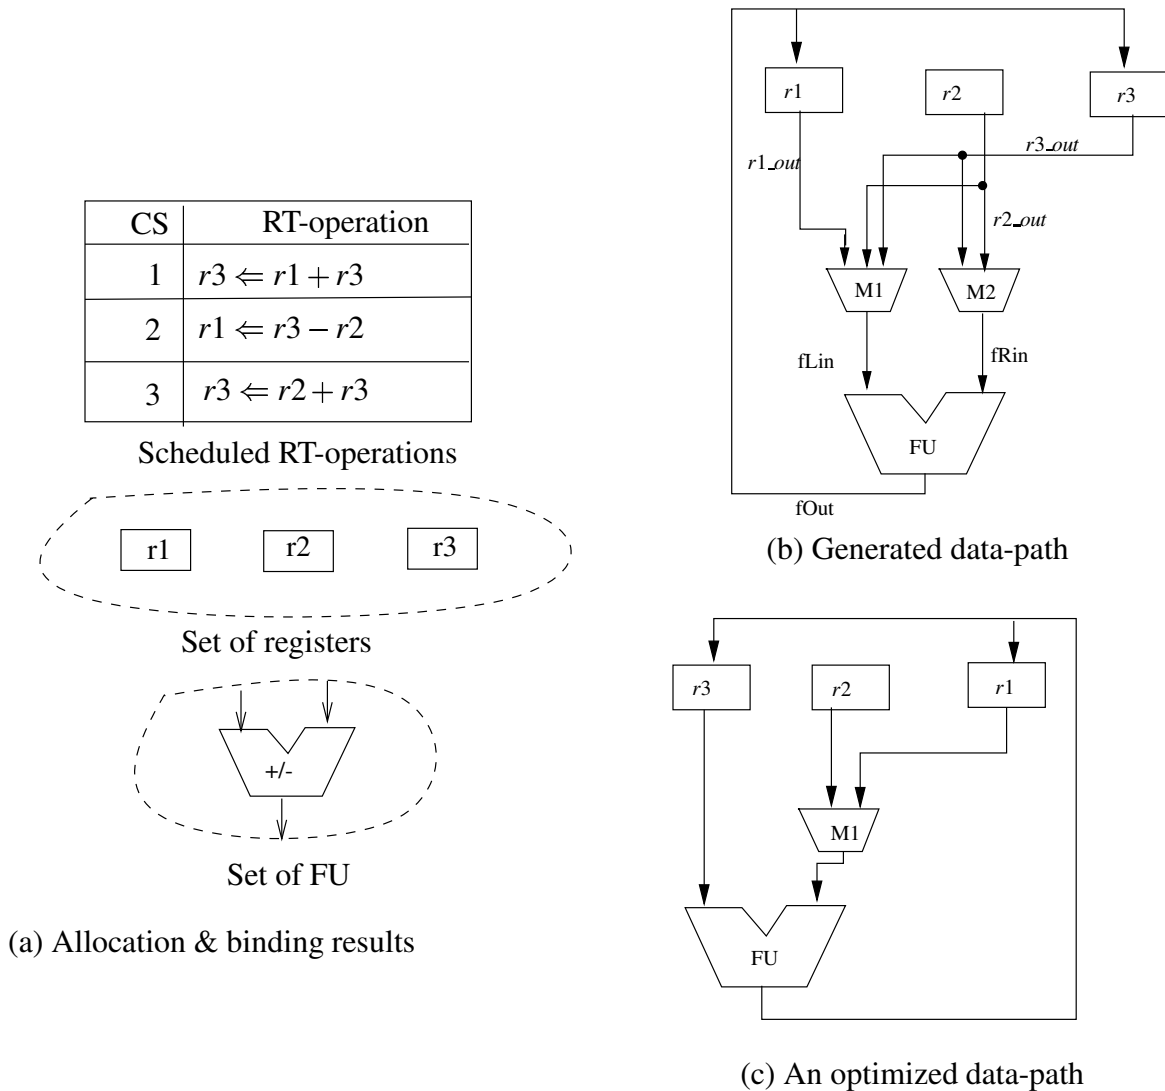 CS RT-operation
1 r3 ⇐ r1 + r3
2 r1 ⇐ r3 − r2
3 r3 ⇐ r2 + r3
Scheduled RT-operations
r1 r2 r3
Set of registers
+/-
Set of FU
(a) Allocation & binding results
r1 r2 r3
r1_out r3_out
r2_out
M1 M2
fLin fRin
FU
fOut
(b) Generated data-path
r3 r2 r1
M1
FU
(c) An optimized data-path